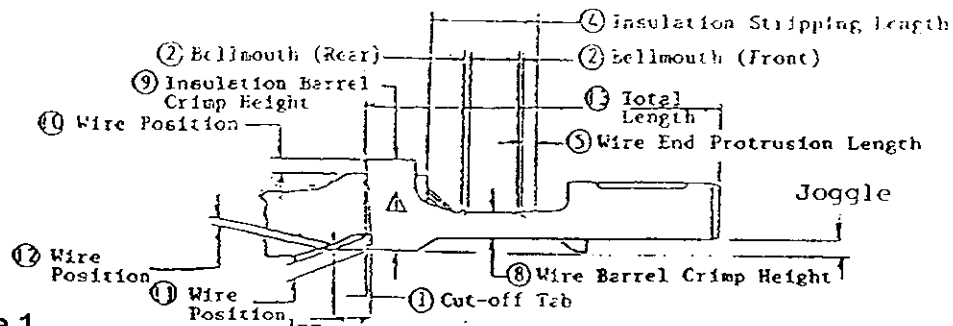 ④ Insulation Stripping Length
② Bellmouth (Rear)
② Bellmouth (Front)
⑨ Insulation Barrel
Crimp Height
⑬ Total
Length
⑩ Wire Position
⑤ Wire End Protrusion Length
Joggle
⑫ Wire
Position
⑧ Wire Barrel Crimp Height
⑪ Wire
Position
① Cut-off Tab